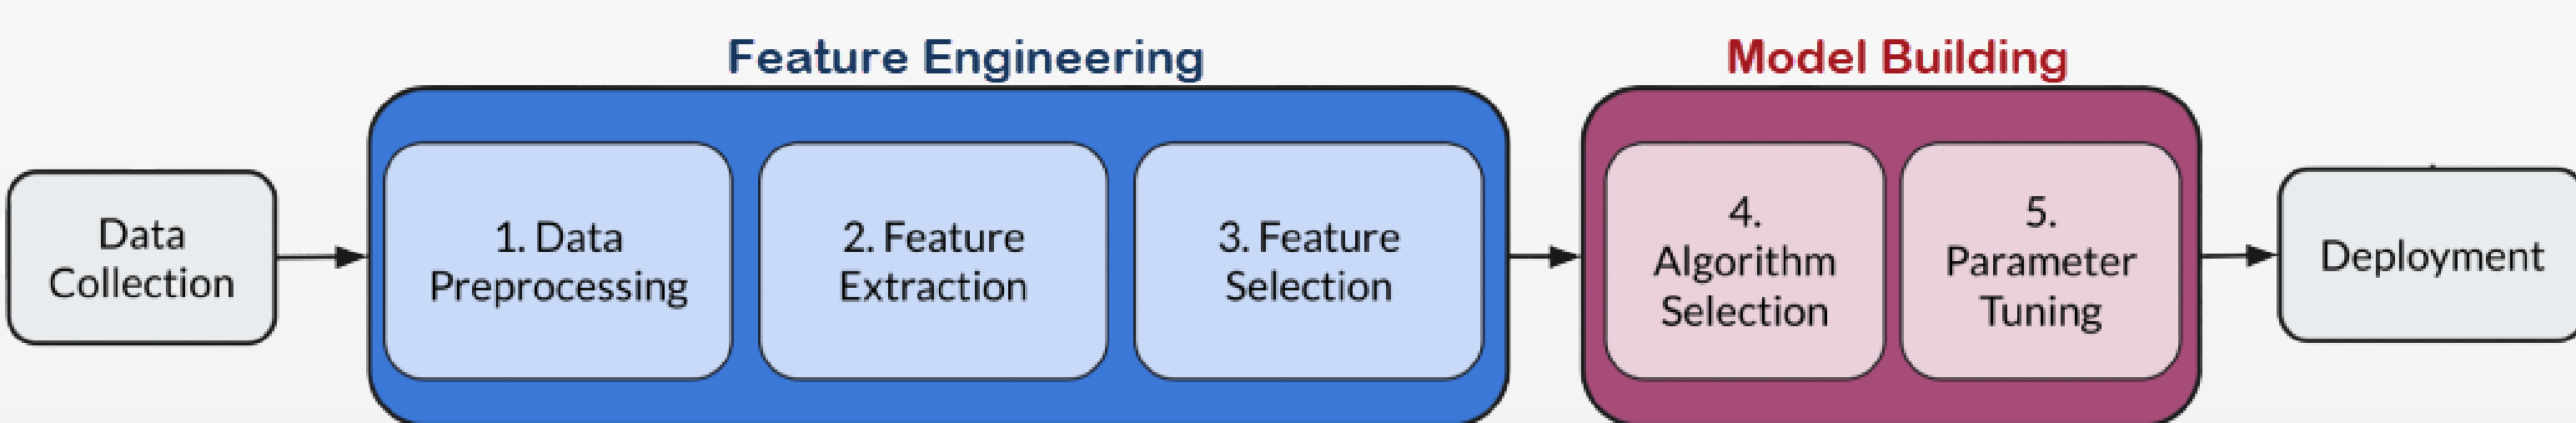 Feature Engineering
Model Building
Data
Collection
1. Data
Preprocessing
2. Feature
Extraction
3. Feature
Selection
4.
Algorithm
Selection
5.
Parameter
Tuning
Deployment